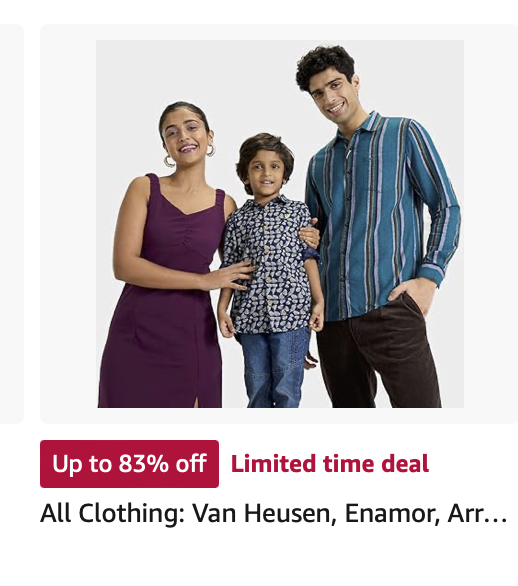 Up to 83% off Limited time deal
All Clothing: Van Heusen, Enamor, Arr...